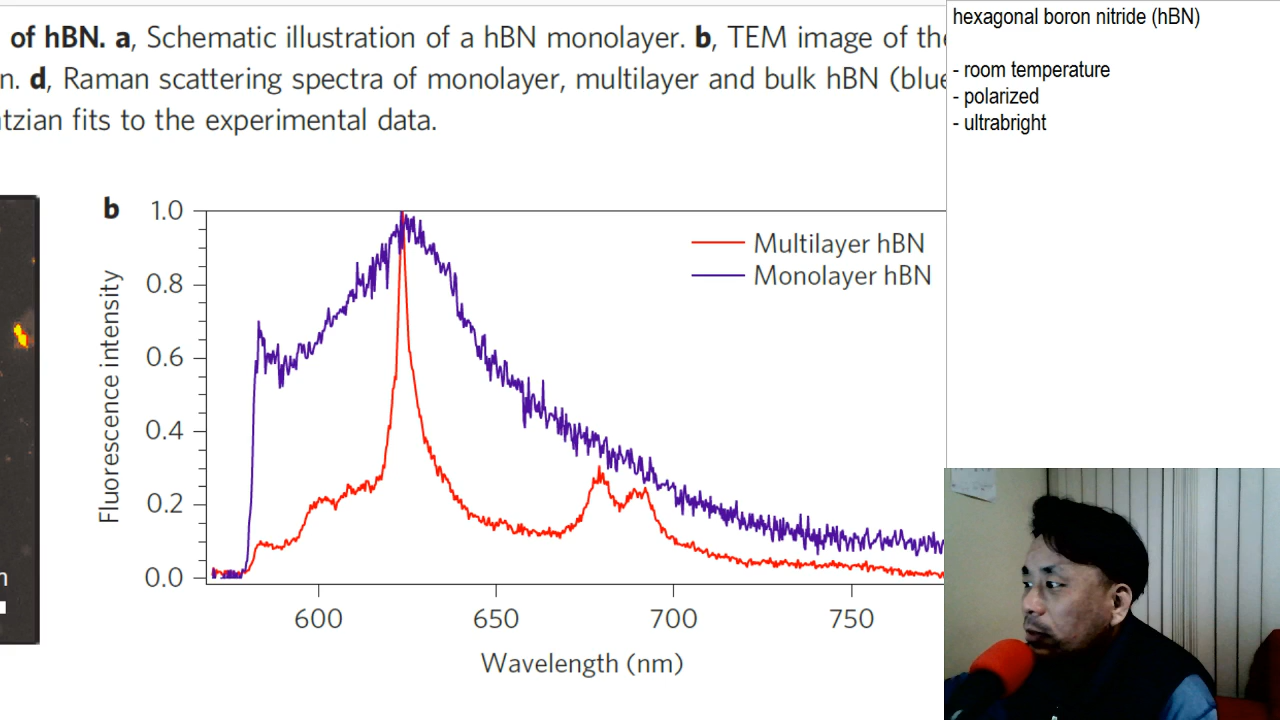 of hBN. a, Schematic illustration of a hBN monolayer. b, TEM image of the
n. d, Raman scattering spectra of monolayer, multilayer and bulk hBN (blue
tzian fits to the experimental data.
hexagonal boron nitride (hBN)
- room temperature
- polarized
- ultrabright
b
1.0
0.8
0.6
0.4
0.2
0.0
Fluorescence intensity
Multilayer hBN
Monolayer hBN
600 650 700 750
Wavelength (nm)